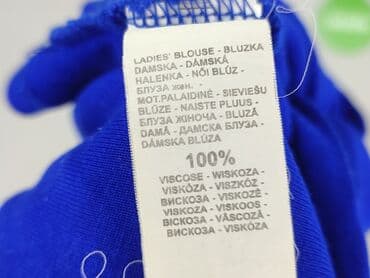 LADIES' BLOUSE - BLUZKA
DAMSKA - DÁMSKÁ
HALENKA - NŐI BLÚZ -
БЛУЗА жен. -
MOT.PALAIDINĖ - SIEVIEŠU
BLŪZE - NAISTE PLUUS -
БЛУЗА ЖІНОЧА - BLUZĂ
DAMĂ - ДАМСКА БЛУЗА -
DÁMSKA BLÚZA
100%
VISCOSE - WISKOZA -
VISKÓZA - VISZKÓZ -
ВИСКОЗА - VISKOZĖ -
VISKOZA - VISKOOS -
ВІСКОЗА - VÂSCOZĂ -
ВИСКОЗА - VISKÓZA